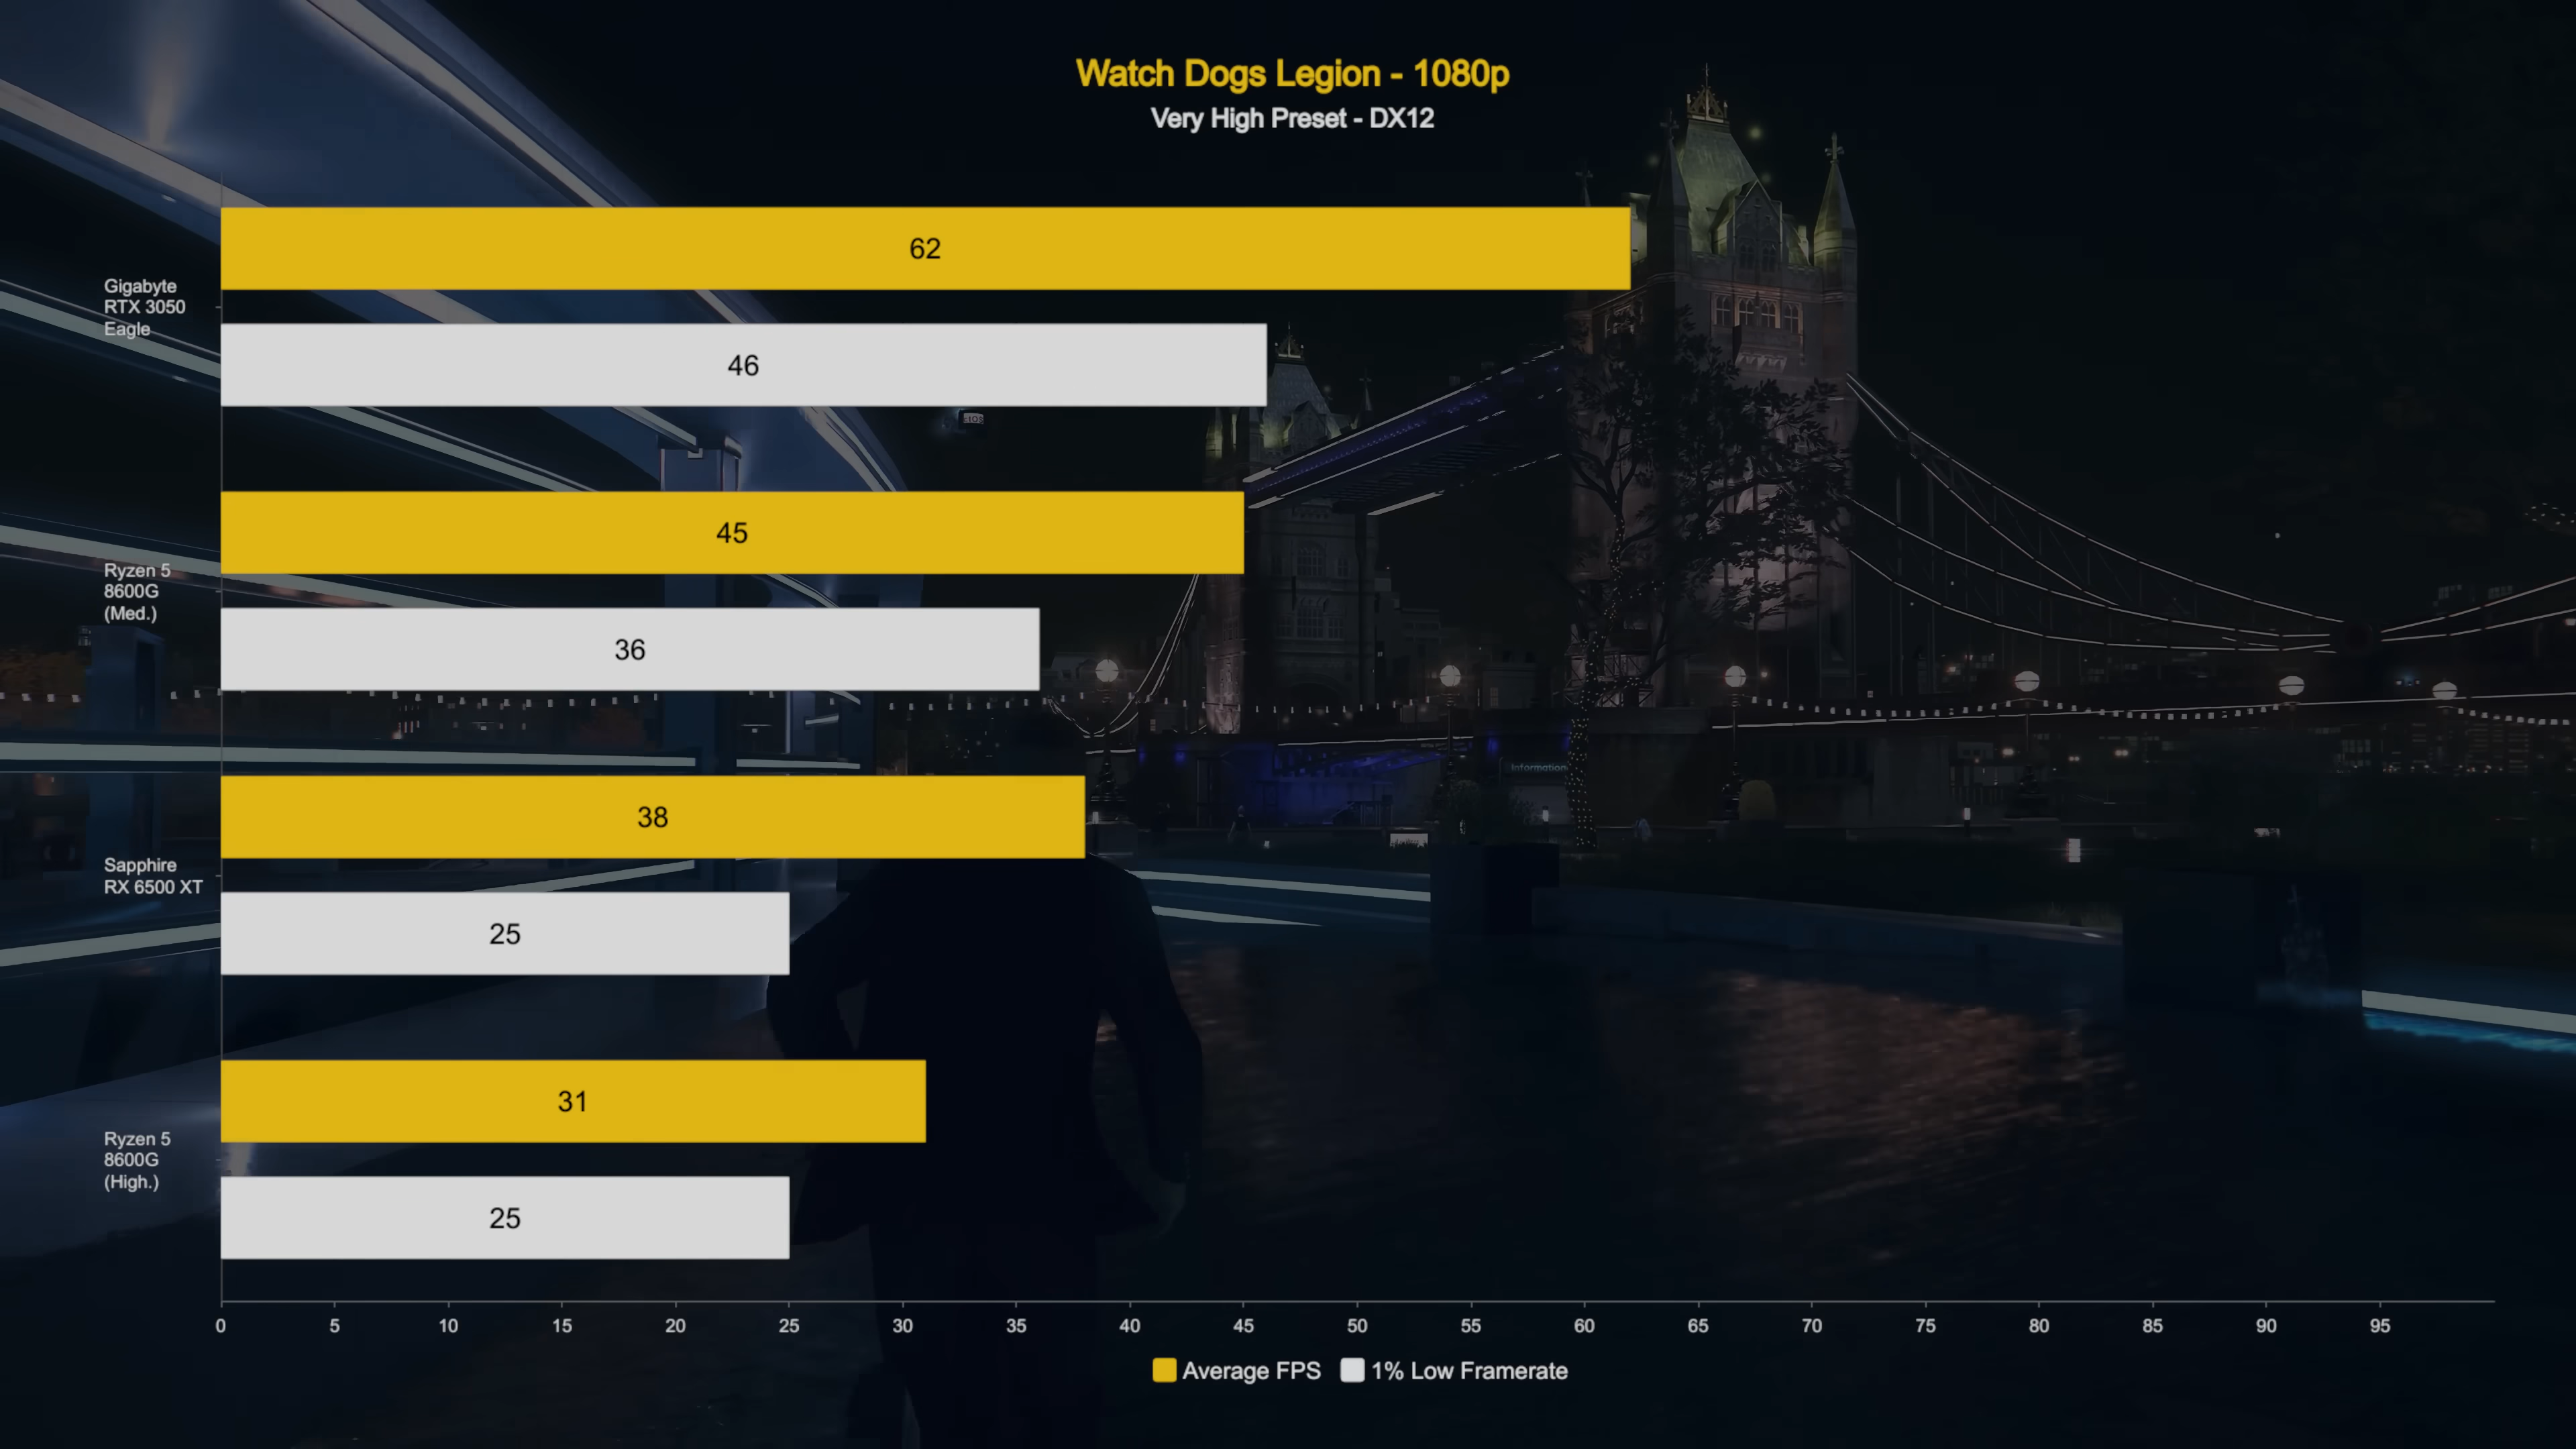 Watch Dogs Legion - 1080p
Very High Preset - DX12
Gigabyte
RTX 3050
Eagle
62
46
Ryzen 5
8600G
(Med.)
45
36
Information
Sapphire
RX 6500 XT
38
25
Ryzen 5
8600G
(High.)
31
25
0 5 10 15 20 25 30 35 40 45 50 55 60 65 70 75 80 85 90 95
Average FPS 1% Low Framerate